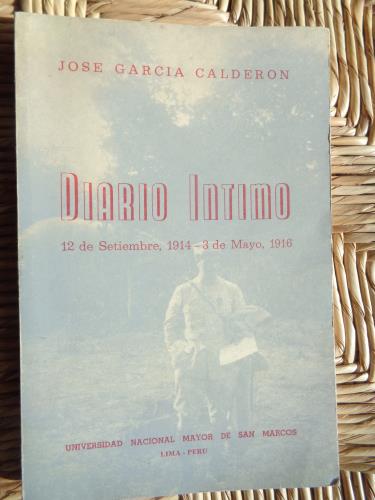 JOSE GARCIA CALDERON
DIARIO INTIMO
12 de Setiembre, 1914 - 3 de Mayo, 1916
UNIVERSIDAD NACIONAL MAYOR DE SAN MARCOS
LIMA - PERU